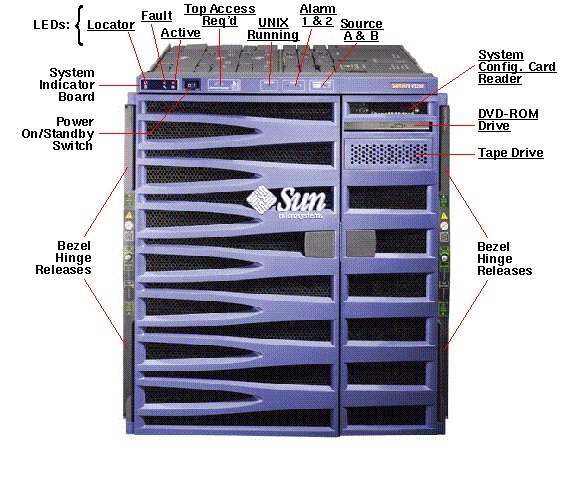 LEDs:
Locator
Fault
Active
Top Access
Req'd
UNIX
Running
Alarm
1 & 2
Source
A & B
System
Indicator
Board
Power
On/Standby
Switch
System
Config. Card
Reader
DVD-ROM
Drive
Tape Drive
Sun
microsystems
Bezel
Hinge
Releases
Bezel
Hinge
Releases